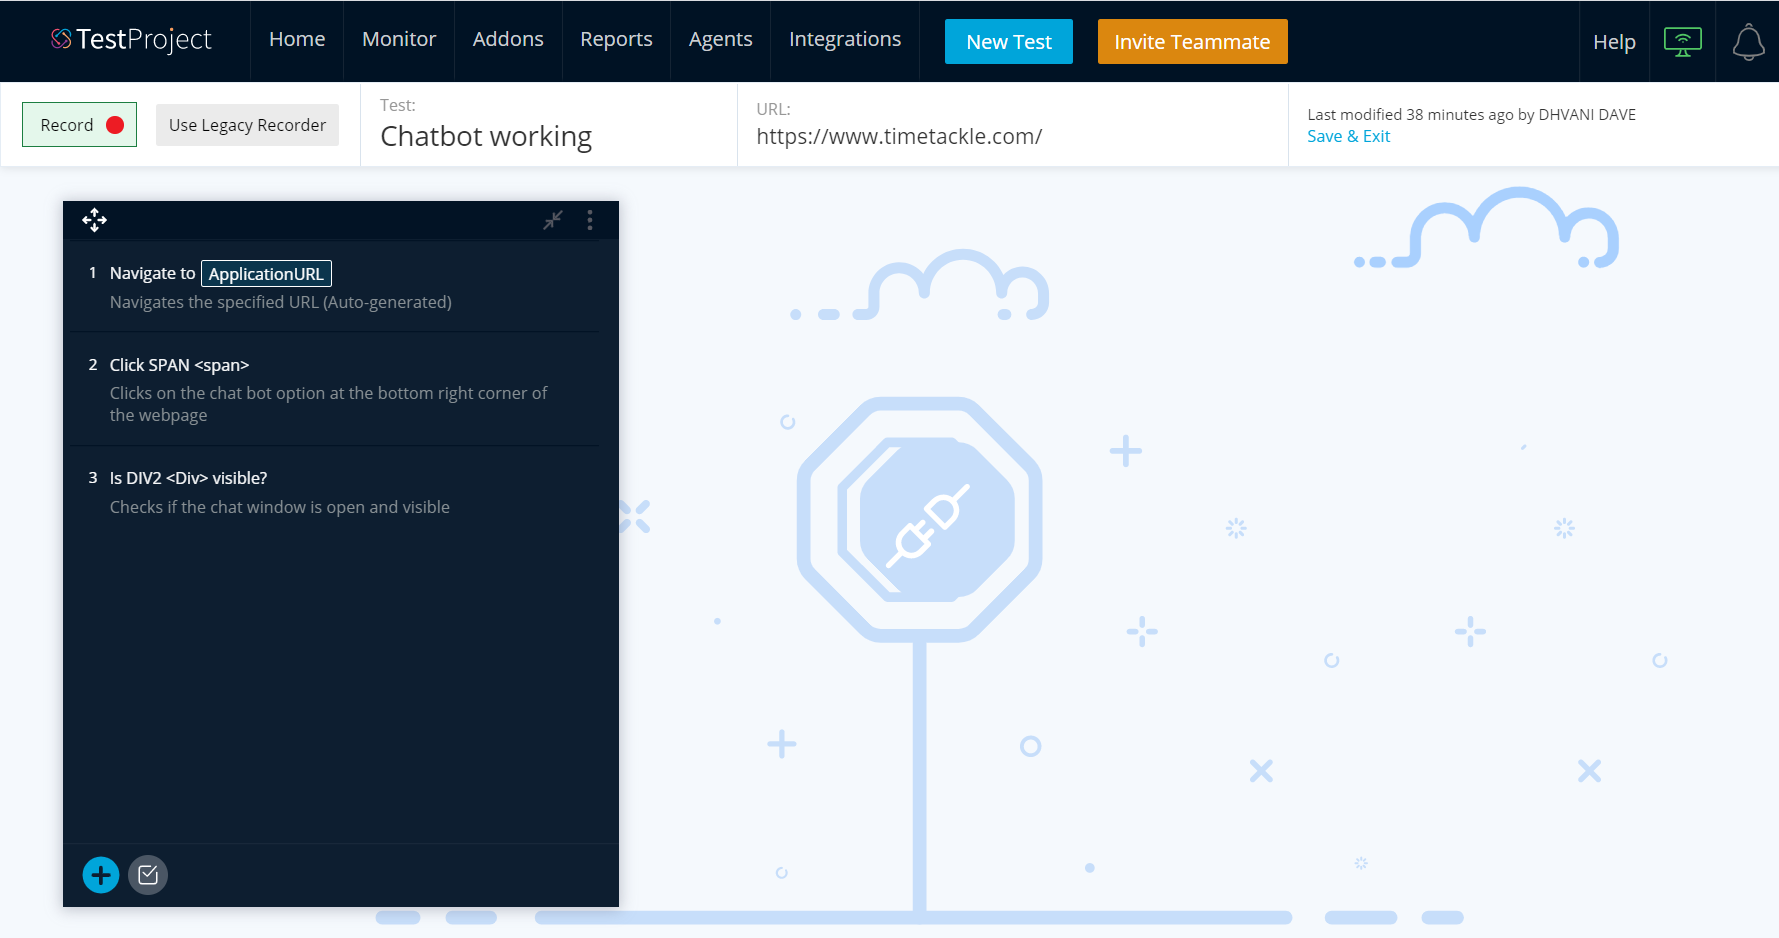 TestProject
Home
Monitor
Addons
Reports
Agents
Integrations
New Test
Invite Teammate
Help
Record
Use Legacy Recorder
Test:
Chatbot working
URL:
https://www.timetackle.com/
Last modified 38 minutes ago by DHVANI DAVE
Save & Exit
1 Navigate to ApplicationURL
Navigates the specified URL (Auto-generated)
2 Click SPAN <span>
Clicks on the chat bot option at the bottom right corner of
the webpage
3 Is DIV2 <Div> visible?
Checks if the chat window is open and visible